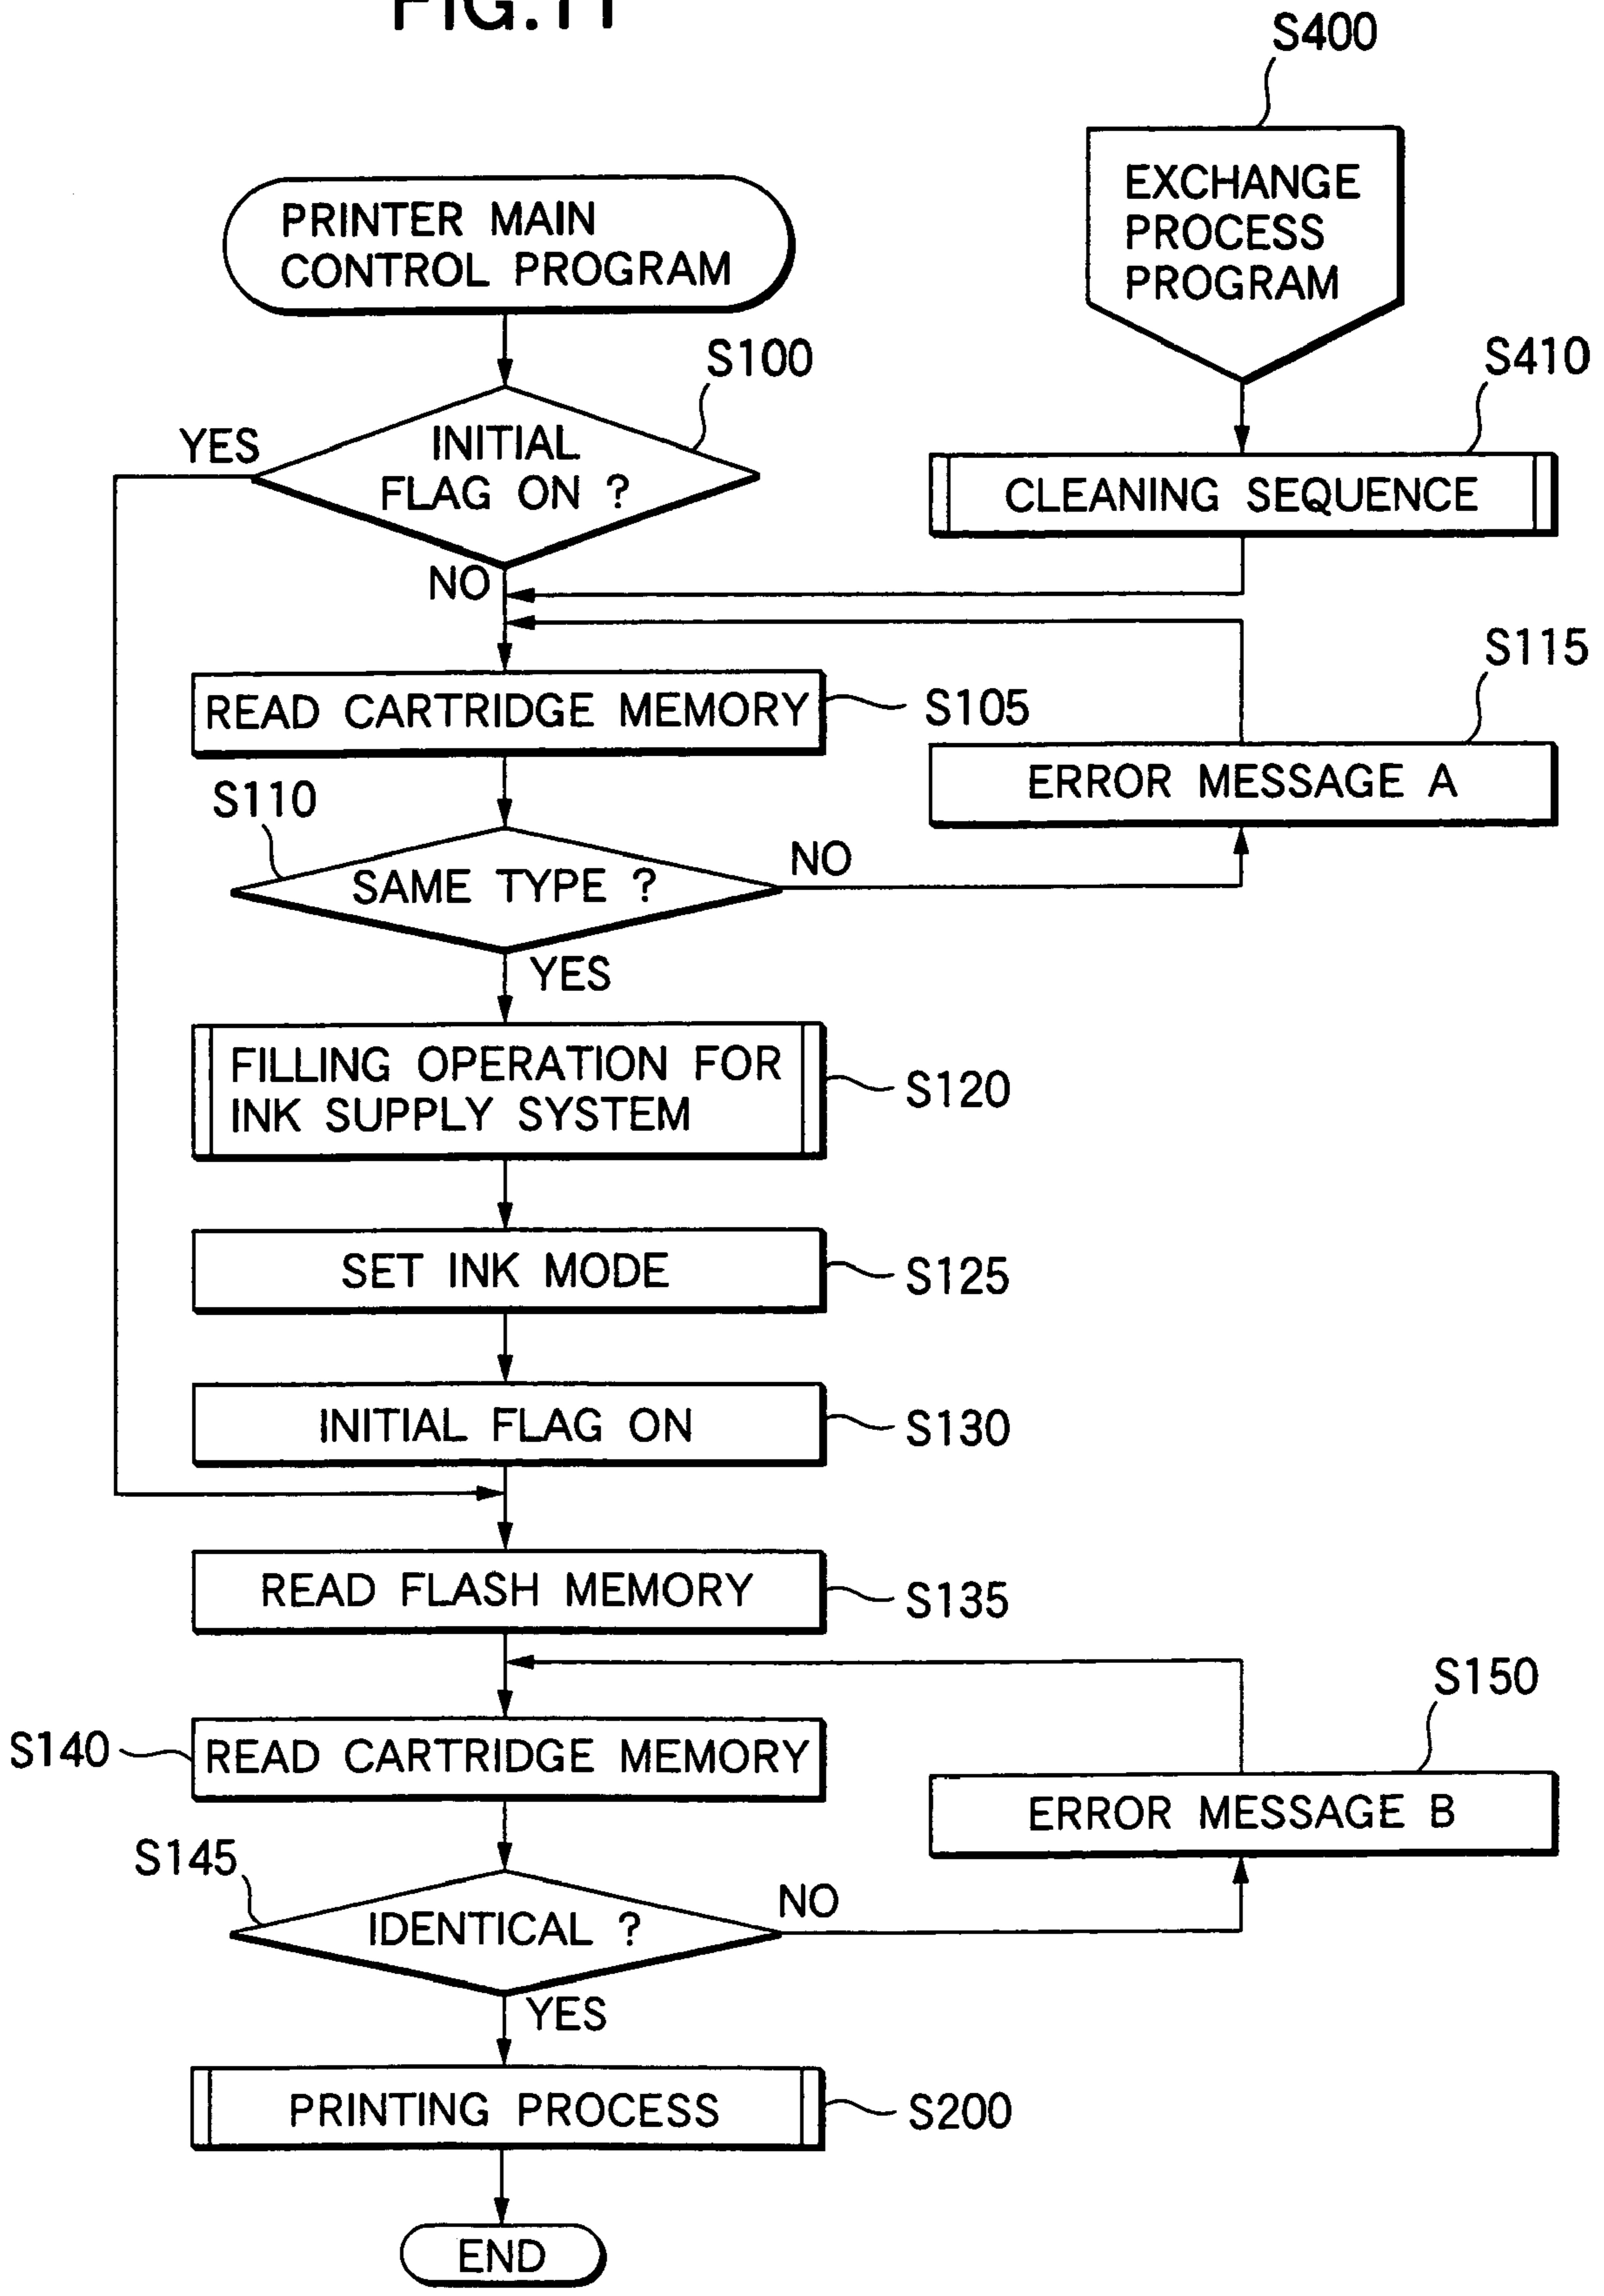 FIG.11
S400
EXCHANGE
PROCESS
PROGRAM
PRINTER MAIN
CONTROL PROGRAM
S100
S410
YES
INITIAL
FLAG ON ?
CLEANING SEQUENCE
NO
S115
READ CARTRIDGE MEMORY
S105
ERROR MESSAGE A
S110
NO
SAME TYPE ?
YES
FILLING OPERATION FOR
INK SUPPLY SYSTEM
S120
SET INK MODE
S125
INITIAL FLAG ON
S130
READ FLASH MEMORY
S135
S150
S140
READ CARTRIDGE MEMORY
ERROR MESSAGE B
S145
NO
IDENTICAL ?
YES
PRINTING PROCESS
S200
END